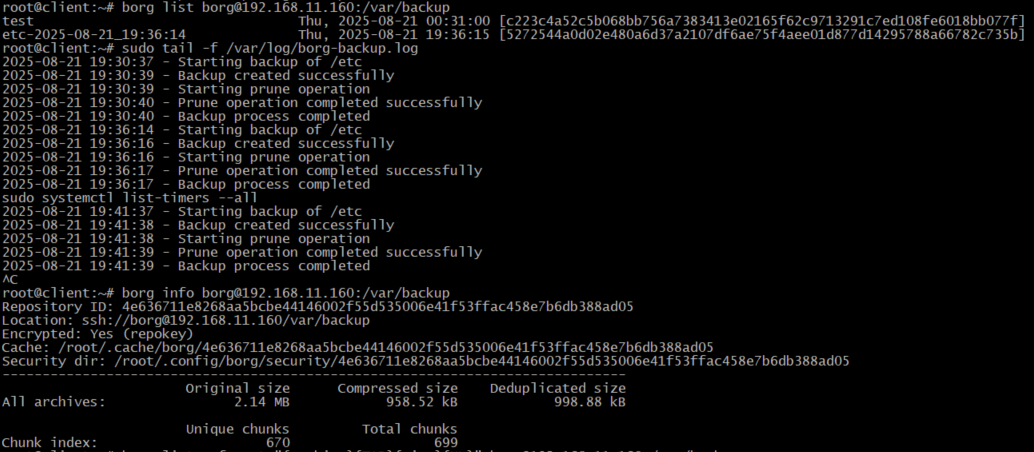 root@client:~# borg list borg@192.168.11.160:/var/backup
test Thu, 2025-08-21 00:31:00 [c223c4a52c5b068bb756a7383413e02165f62c9713291c7ed108fe6018bb077f]
etc-2025-08-21_19:36:14 Thu, 2025-08-21 19:36:15 [5272544a0d02e480a6d37a2107df6ae75f4aee01d877d14295788a66782c735b]
root@client:~# sudo tail -f /var/log/borg-backup.log
2025-08-21 19:30:37 - Starting backup of /etc
2025-08-21 19:30:39 - Backup created successfully
2025-08-21 19:30:39 - Starting prune operation
2025-08-21 19:30:40 - Prune operation completed successfully
2025-08-21 19:30:40 - Backup process completed
2025-08-21 19:36:14 - Starting backup of /etc
2025-08-21 19:36:16 - Backup created successfully
2025-08-21 19:36:16 - Starting prune operation
2025-08-21 19:36:17 - Prune operation completed successfully
2025-08-21 19:36:17 - Backup process completed
sudo systemctl list-timers --all
2025-08-21 19:41:37 - Starting backup of /etc
2025-08-21 19:41:38 - Backup created successfully
2025-08-21 19:41:38 - Starting prune operation
2025-08-21 19:41:39 - Prune operation completed successfully
2025-08-21 19:41:39 - Backup process completed
^C
root@client:~# borg info borg@192.168.11.160:/var/backup
Repository ID: 4e636711e8268aa5bcbe44146002f55d535006e41f53ffac458e7b6db388ad05
Location: ssh://borg@192.168.11.160/var/backup
Encrypted: Yes (repokey)
Cache: /root/.cache/borg/4e636711e8268aa5bcbe44146002f55d535006e41f53ffac458e7b6db388ad05
Security dir: /root/.config/borg/security/4e636711e8268aa5bcbe44146002f55d535006e41f53ffac458e7b6db388ad05
------------------------------------------------------------------------------
Original size Compressed size Deduplicated size
All archives: 2.14 MB 958.52 kB 998.88 kB
Unique chunks Total chunks
Chunk index: 670 699